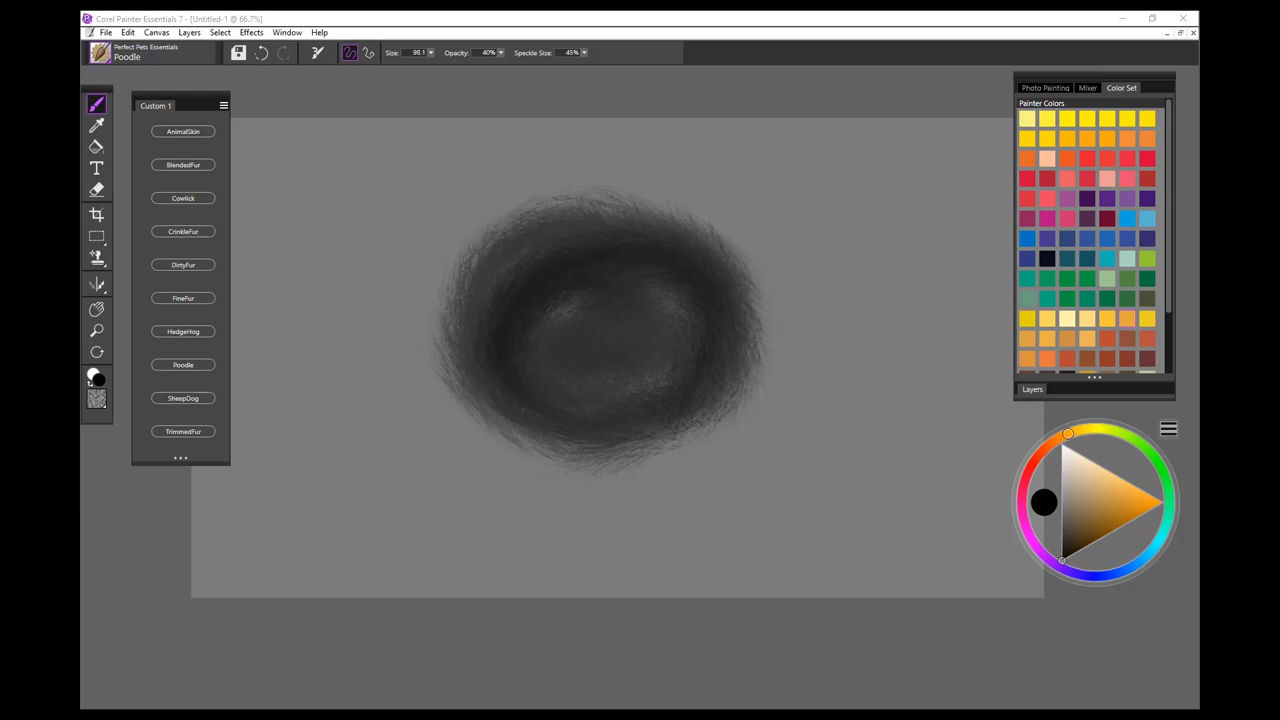 Corel Painter Essentials 7 - [Untitled-1 @ 66.7%]
File Edit Canvas Layers Select Effects Window Help
Perfect Pets Essentials
Poodle
Size: 98.1 Opacity: 40% Speckle Size: 45%
Custom 1
AnimalSkin
BlendedFur
Cowlick
CrinkleFur
DirtyFur
FineFur
HedgeHog
Poodle
SheepDog
TrimmedFur
Photo Painting Mixer Color Set
Painter Colors
Layers